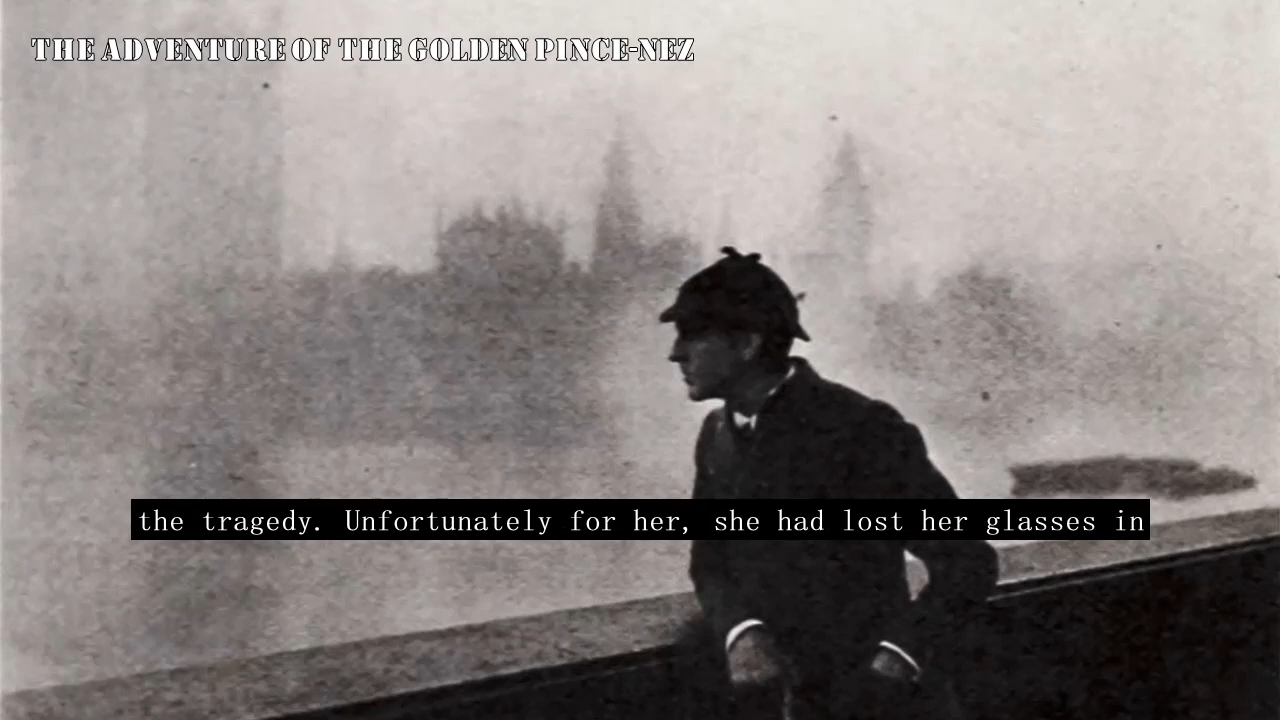 THE ADVENTURE OF THE GOLDEN PINCE-NEZ
the tragedy. Unfortunately for her, she had lost her glasses in